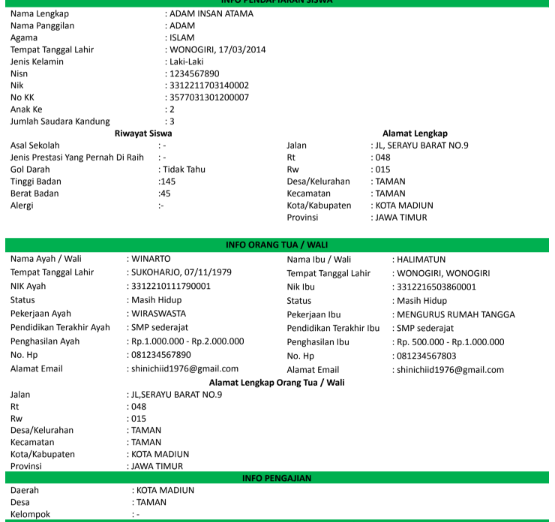 INFO PENDAFTARAN SISWA
Nama Lengkap : ADAM INSAN ATAMA
Nama Panggilan : ADAM
Agama : ISLAM
Tempat Tanggal Lahir : WONOGIRI, 17/03/2014
Jenis Kelamin : Laki-Laki
Nisn : 1234567890
Nik : 3312211703140002
No KK : 3577031301200007
Anak Ke : 2
Jumlah Saudara Kandung : 3
Riwayat Siswa
Asal Sekolah : -
Jenis Prestasi Yang Pernah Di Raih : -
Gol Darah : Tidak Tahu
Tinggi Badan :145
Berat Badan :45
Alergi :-
Alamat Lengkap
Jalan : JL, SERAYU BARAT NO.9
Rt : 048
Rw : 015
Desa/Kelurahan : TAMAN
Kecamatan : TAMAN
Kota/Kabupaten : KOTA MADIUN
Provinsi : JAWA TIMUR
INFO ORANG TUA / WALI
Nama Ayah / Wali : WINARTO
Tempat Tanggal Lahir : SUKOHARJO, 07/11/1979
NIK Ayah : 3312210111790001
Status : Masih Hidup
Pekerjaan Ayah : WIRASWASTA
Pendidikan Terakhir Ayah : SMP sederajat
Penghasilan Ayah : Rp.1.000.000 - Rp.2.000.000
No. Hp : 081234567890
Alamat Email : shinichiid1976@gmail.com
Nama Ibu / Wali : HALIMATUN
Tempat Tanggal Lahir : WONOGIRI, WONOGIRI
Nik Ibu : 3312216503860001
Status : Masih Hidup
Pekerjaan Ibu : MENGURUS RUMAH TANGGA
Pendidikan Terakhir Ibu : SMP sederajat
Penghasilan Ibu : Rp. 500.000 - Rp.1.000.000
No. Hp : 081234567803
Alamat Email : shinichiid1976@gmail.com
Alamat Lengkap Orang Tua / Wali
Jalan : JL,SERAYU BARAT NO.9
Rt : 048
Rw : 015
Desa/Kelurahan : TAMAN
Kecamatan : TAMAN
Kota/Kabupaten : KOTA MADIUN
Provinsi : JAWA TIMUR
INFO PENGAJIAN
Daerah : KOTA MADIUN
Desa : TAMAN
Kelompok : -